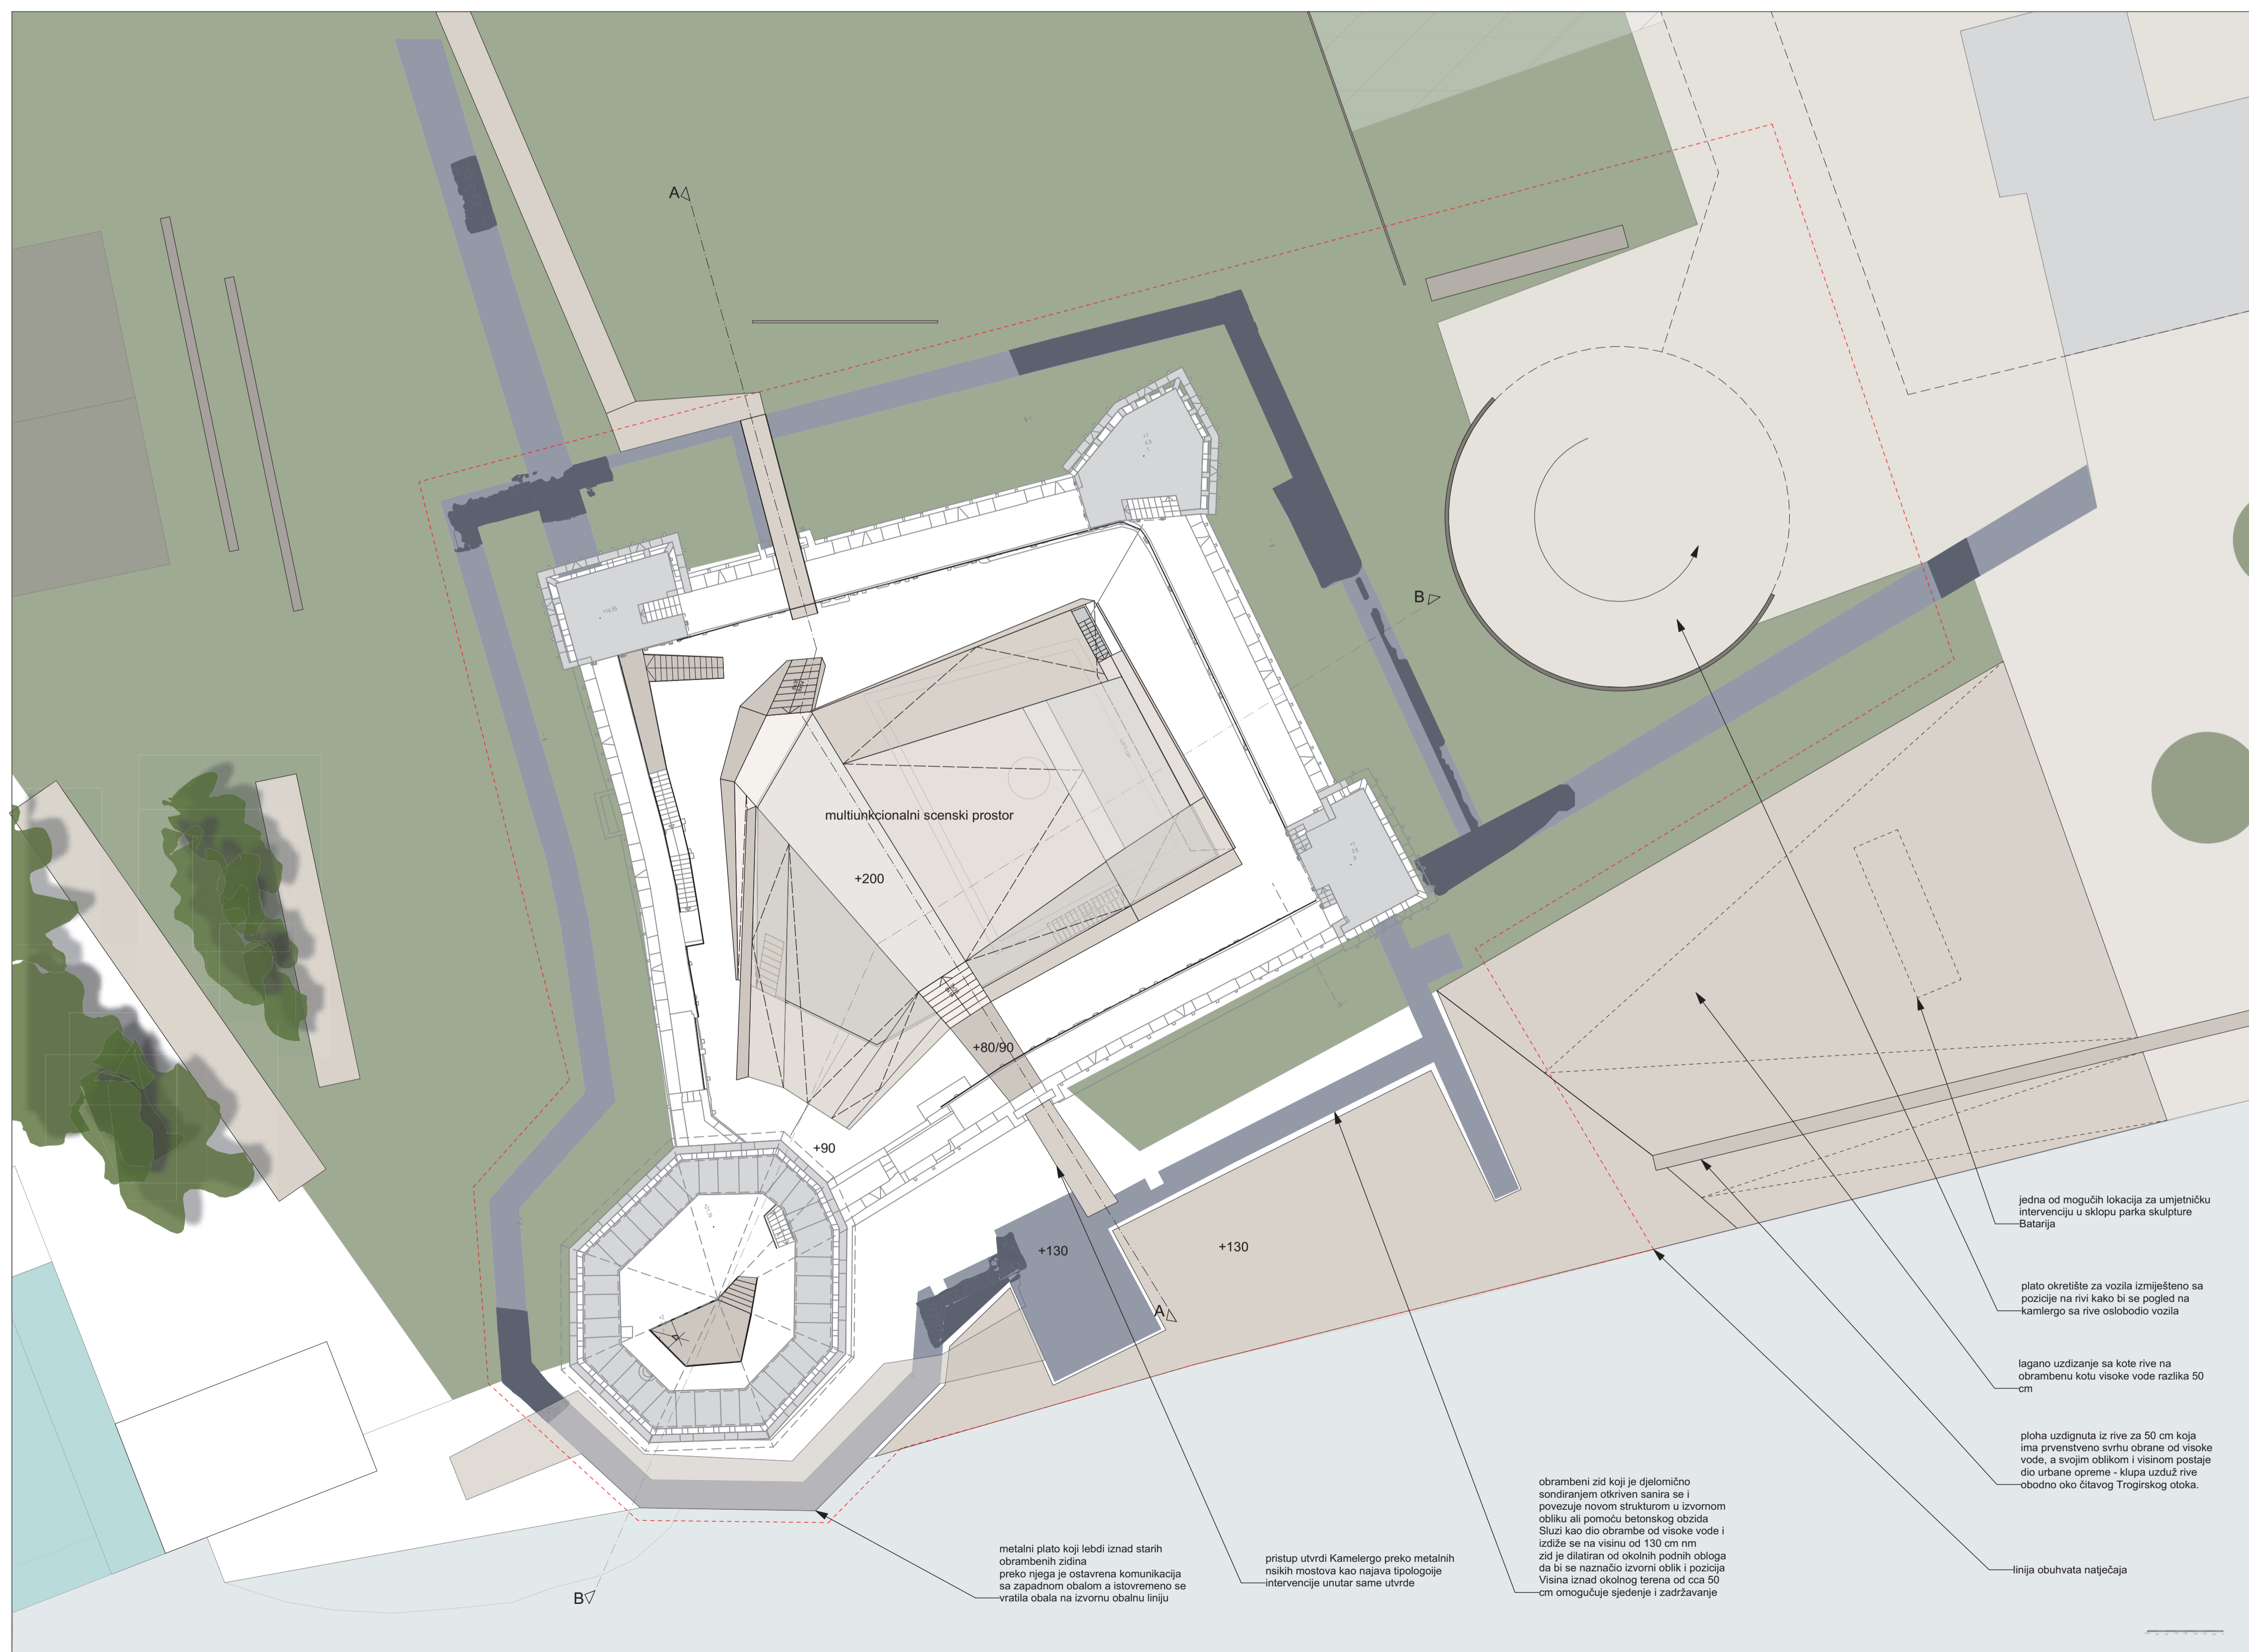 A
B
multiunkcionalni scenski prostor
+200
+80/90
+90
+130
+130
A
B
jedna od mogučih lokacija za umjetničku
intervenciju u sklopu parka skulpture
Batarija
plato okretište za vozila izmiješteno sa
pozicije na rivi kako bi se pogled na
kamlergo sa rive oslobodio vozila
lagano uzdizanje sa kote rive na
obrambenu kotu visoke vode razlika 50
cm
ploha uzdignuta iz rive za 50 cm koja
ima prvenstveno svrhu obrane od visoke
vode, a svojim oblikom i visinom postaje
dio urbane opreme - klupa uzduž rive
obodno oko čitavog Trogirskog otoka.
linija obuhvata natječaja
obrambeni zid koji je djelomično
sondiranjem otkriven sanira se i
povezuje novom strukturom u izvornom
obliku ali pomoću betonskog obzida
Sluzi kao dio obrambe od visoke vode i
izdiže se na visinu od 130 cm nm
zid je dilatiran od okolnih podnih obloga
da bi se naznačio izvorni oblik i pozicija
Visina iznad okolnog terena od cca 50
cm omogučuje sjedenje i zadržavanje
pristup utvrdi Kamelergo preko metalnih
nsikih mostova kao najava tipologoije
intervencije unutar same utvrde
metalni plato koji lebdi iznad starih
obrambenih zidina
preko njega je ostavrena komunikacija
sa zapadnom obalom a istovremeno se
vratila obala na izvornu obalnu liniju